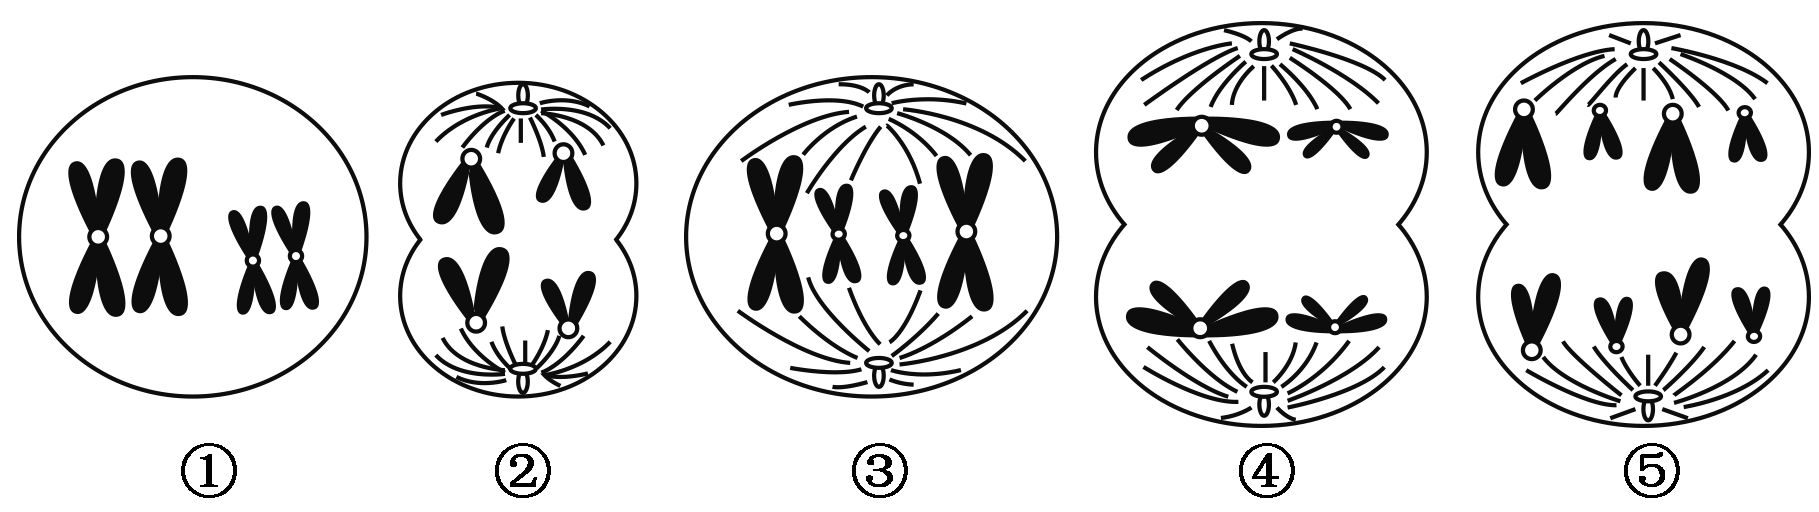 ① ② ③ ④ ⑤